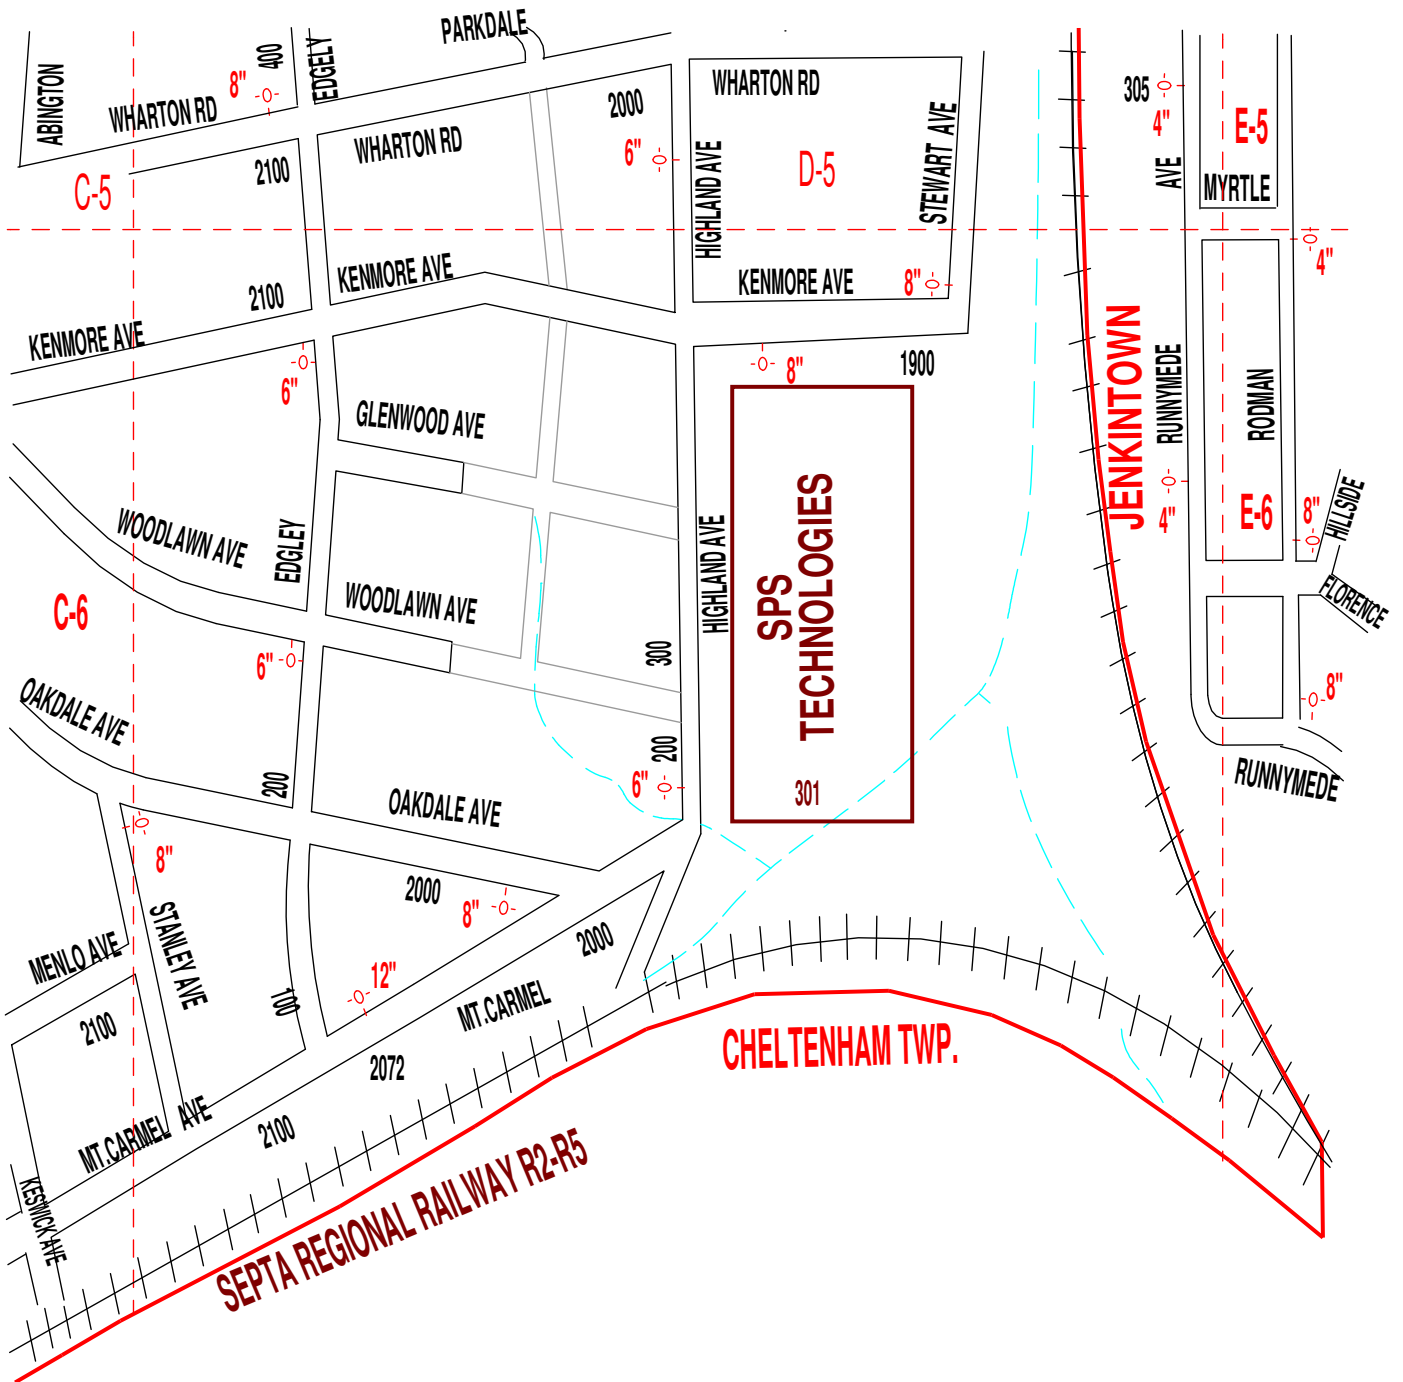 PARKDALE
ABINGTON
400
EDGELY
8"
WHARTON RD
WHARTON RD
2100
C-5
2000
6"
WHARTON RD
D-5
HIGHLAND AVE
STEWART AVE
KENMORE AVE
8"
305
4"
E-5
AVE
MYRTLE
4"
KENMORE AVE
2100
KENMORE AVE
6"
GLENWOOD AVE
8"
1900
JENKINTOWN
RUNNYMEDE
RODMAN
4"
E-6
8"
HILLSIDE
FLORENCE
8"
RUNNYMEDE
WOODLAWN AVE
EDGLEY
WOODLAWN AVE
HIGHLAND AVE
SPS
TECHNOLOGIES
301
C-6
6"
300
200
6"
OAKDALE AVE
200
OAKDALE AVE
8"
2000
8"
STANLEY AVE
MENLO AVE
2100
100
12"
2000
MT.CARMEL
2072
2100
MT.CARMEL AVE
KESWICK AVE
CHELTENHAM TWP.
SEPTA REGIONAL RAILWAY R2-R5